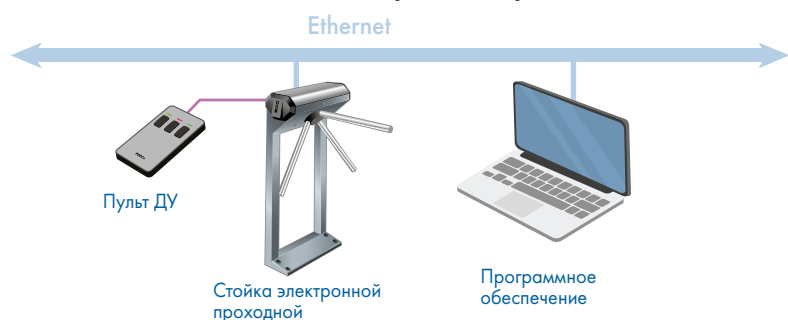 Ethernet
Пульт ДУ
Стойка электронной
проходной
Программное
обеспечение